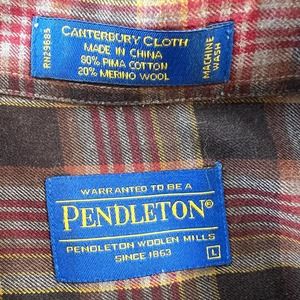 RN29685
CANTERBURY CLOTH
MADE IN CHINA
80% PIMA COTTON
20% MERINO WOOL
MACHINE
WASH
WARRANTED TO BE A
PENDLETON®
PENDLETON WOOLEN MILLS
SINCE 1863
L